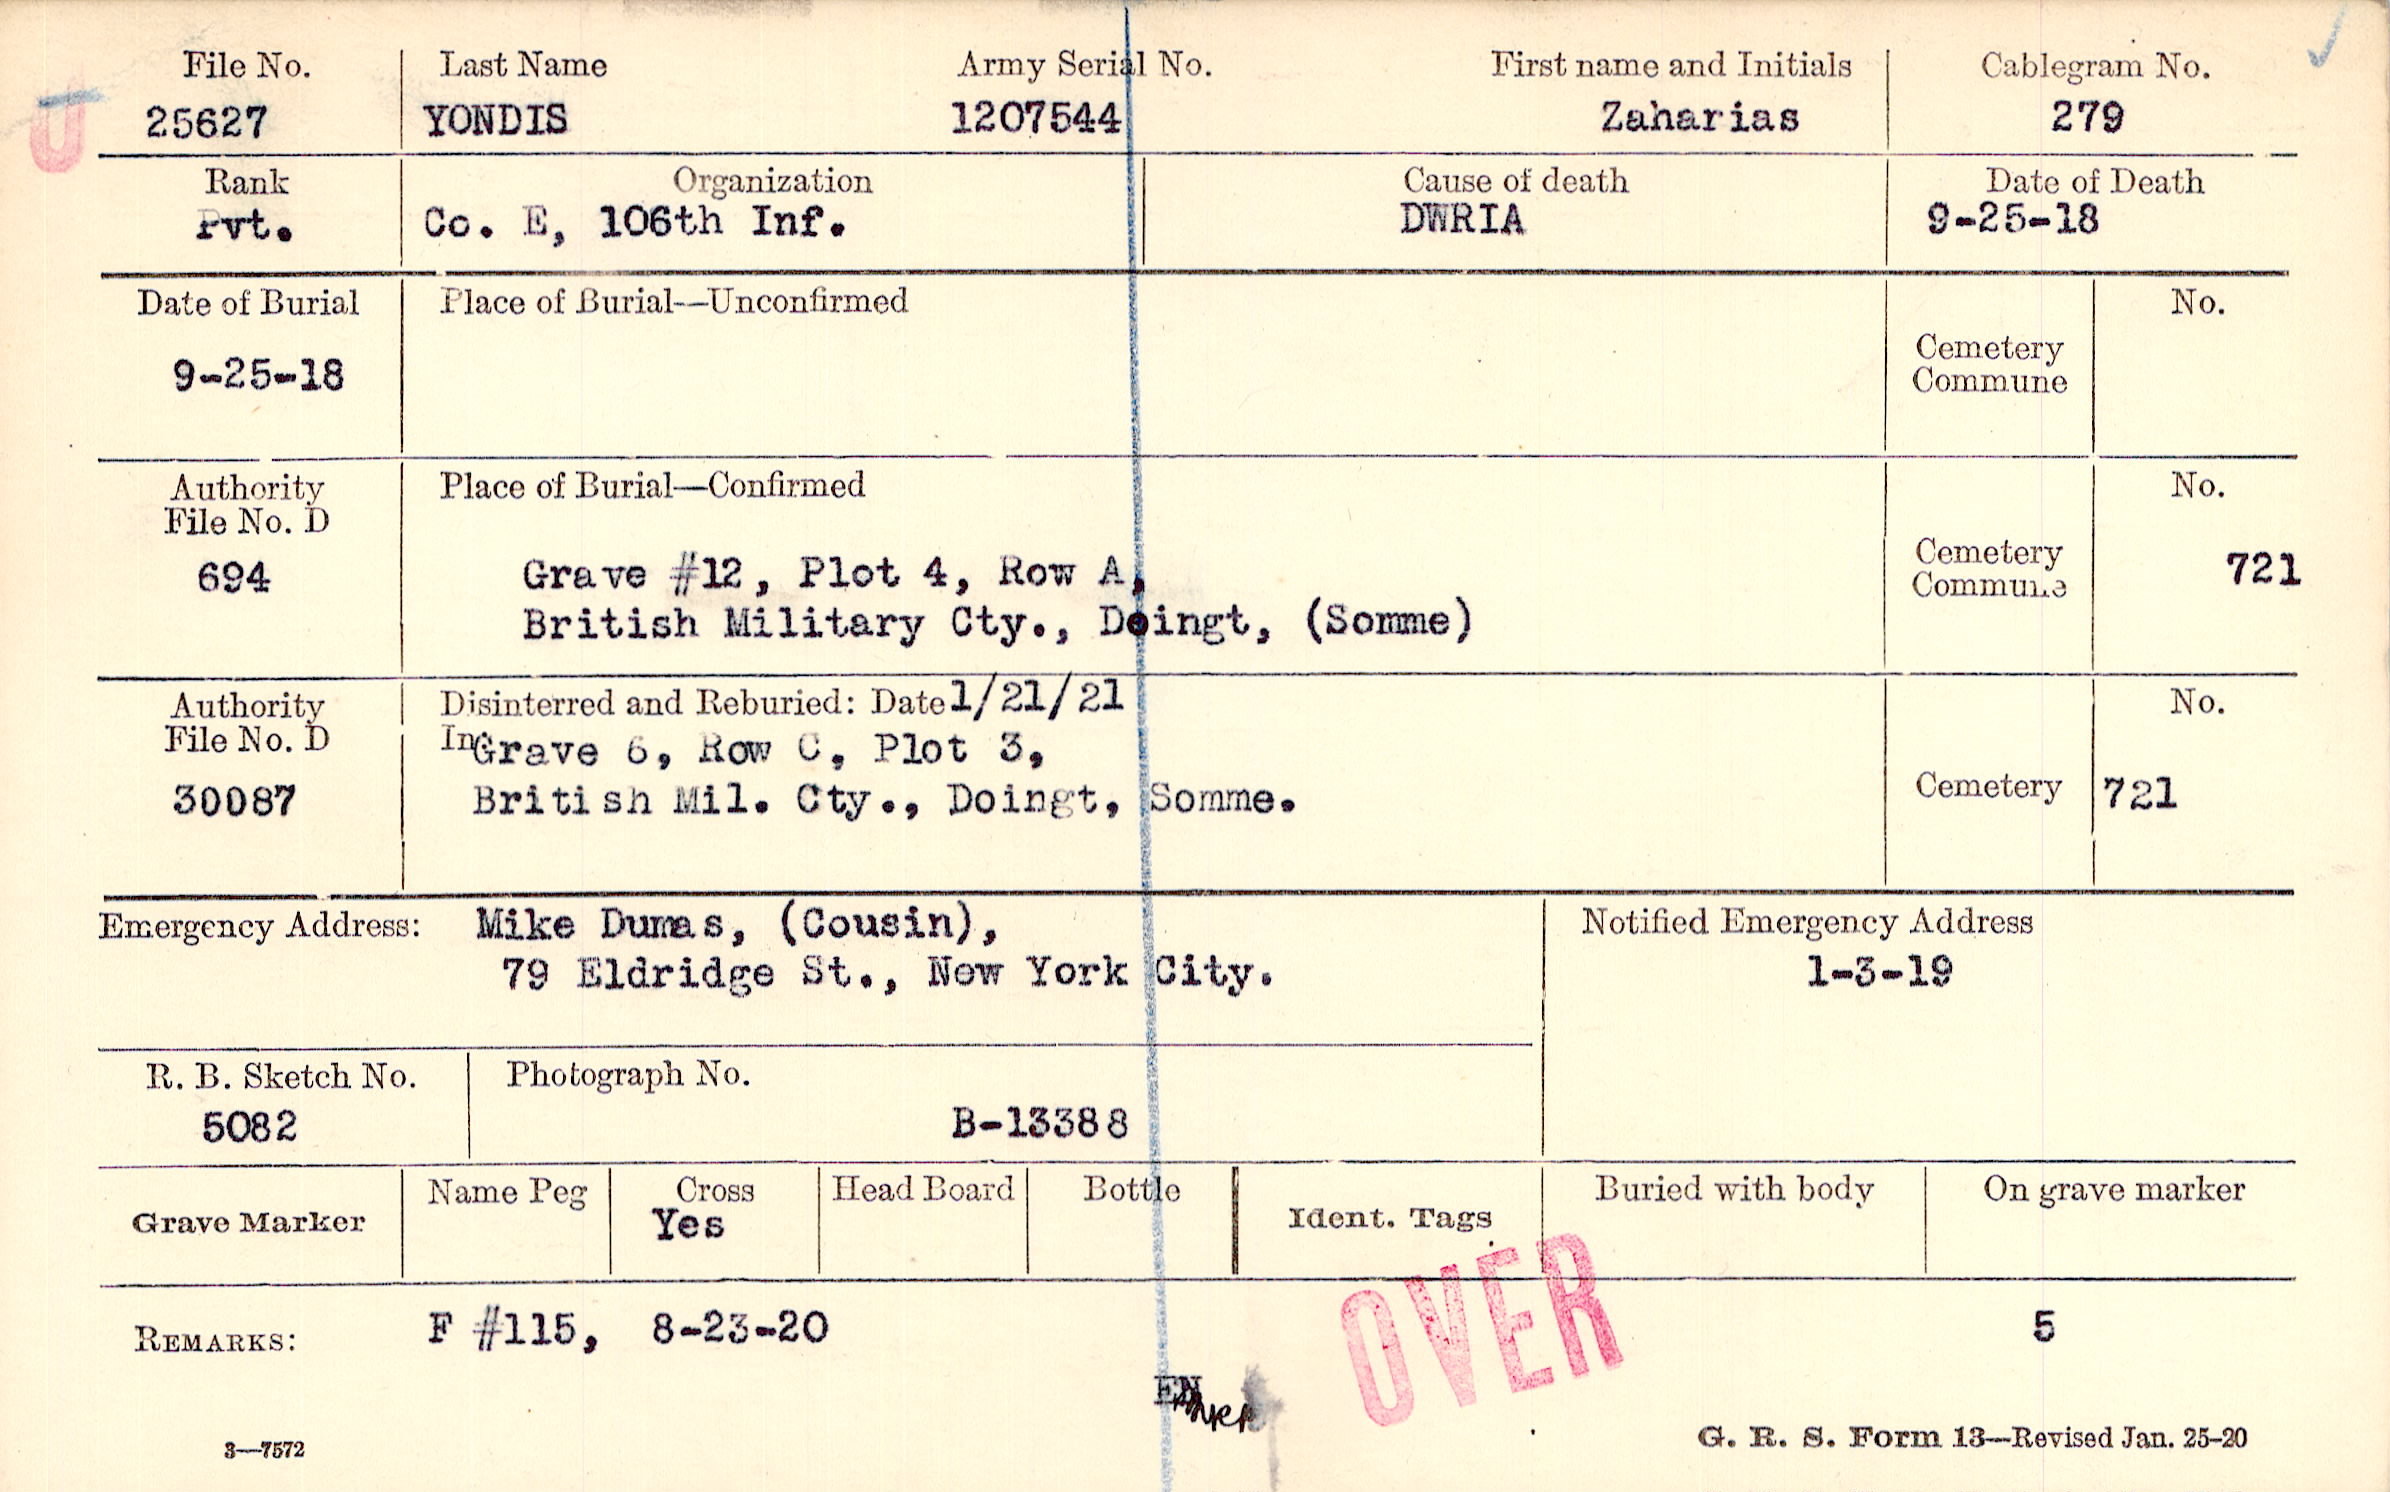 File No. Last Name Army Serial No. First name and Initials Cablegram No.
25627 YONDIS 1207544 Zaharias 279
U
Rank Organization Cause of death Date of Death
Pvt. Co. E, 106th Inf. DWRIA 9-25-18
Date of Burial Place of Burial—Unconfirmed No.
Cemetery
Commune
9-25-18
Authority Place of Burial—Confirmed No.
File No. D
694 Grave #12, Plot 4, Row A, Cemetery 721
Commune
British Military Cty., Doingt, (Somme)
Authority Disinterred and Reburied: Date 1/21/21 No.
File No. D In Grave 6, Row C, Plot 3,
30087 British Mil. Cty., Doingt, Somme. Cemetery 721
Emergency Address: Mike Dumas, (Cousin), Notified Emergency Address
79 Eldridge St., New York City. 1-3-19
R. B. Sketch No. Photograph No.
5082 B-13388
Grave Marker Name Peg Cross Head Board Bottle Ident. Tags Buried with body On grave marker
Yes
OVER
REMARKS: F #115, 8-23-20 5
EN
3—7572 G. R. S. Form 13—Revised Jan. 25-20